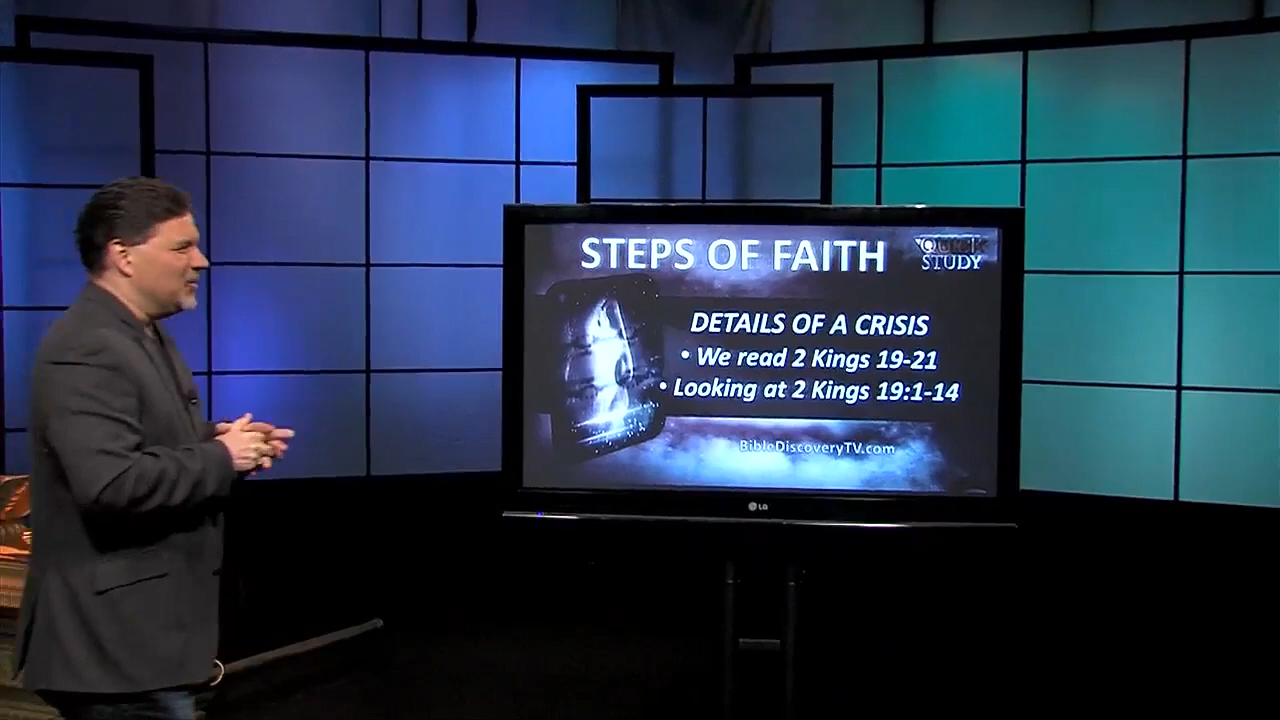 STEPS OF FAITH
QUICK
STUDY
DETAILS OF A CRISIS
• We read 2 Kings 19-21
• Looking at 2 Kings 19:1-14
BibleDiscoveryTV.com
LG